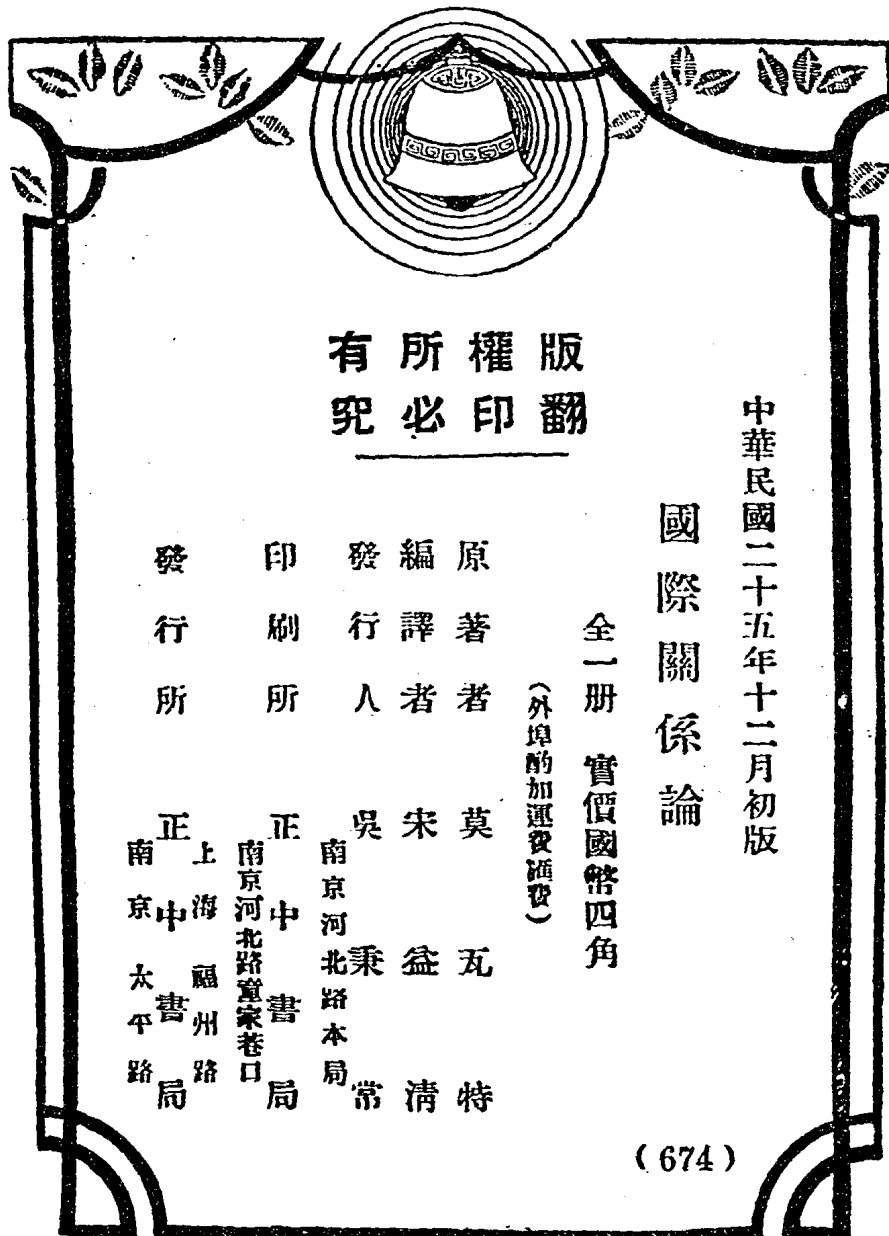 版權所有
翻印必究
中華民國二十五年十二月初版
國際關係論
全一册　實價國幣四角
（外埠酌加運費匯費）
原著者　莫瓦特
編譯者　宋益清
發行人　吳秉常
南京河北路本局
印刷所　正中書局
南京河北路童家巷口
發行所　正中書局
上海福州路
南京太平路
（674）